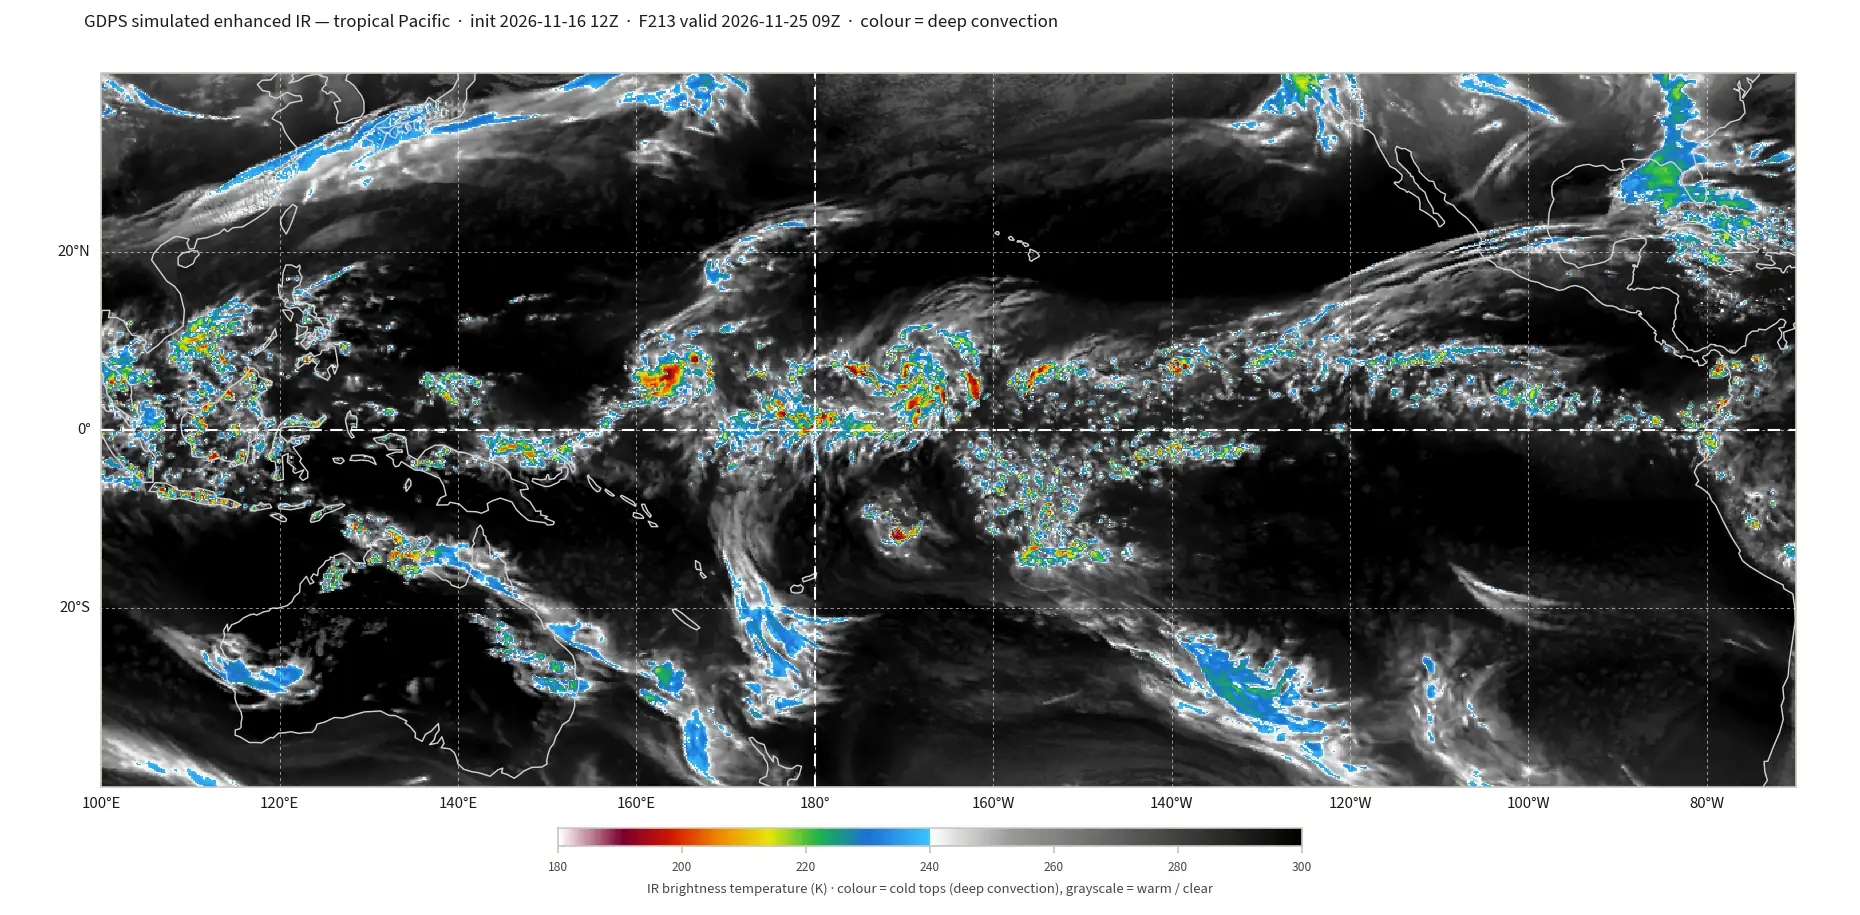 GDPS simulated enhanced IR — tropical Pacific · init 2026-11-16 12Z · F213 valid 2026-11-25 09Z · colour = deep convection
20°N
0°
20°S
100°E 120°E 140°E 160°E 180° 160°W 140°W 120°W 100°W 80°W
180 200 220 240 260 280 300
IR brightness temperature (K) · colour = cold tops (deep convection), grayscale = warm / clear